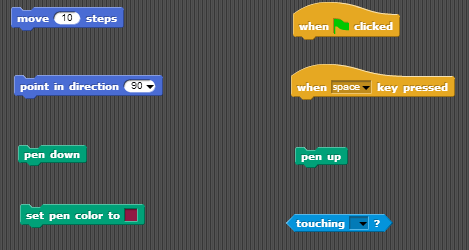 move 10 steps
when clicked
point in direction 90
when space key pressed
pen down
pen up
set pen color to
touching ?